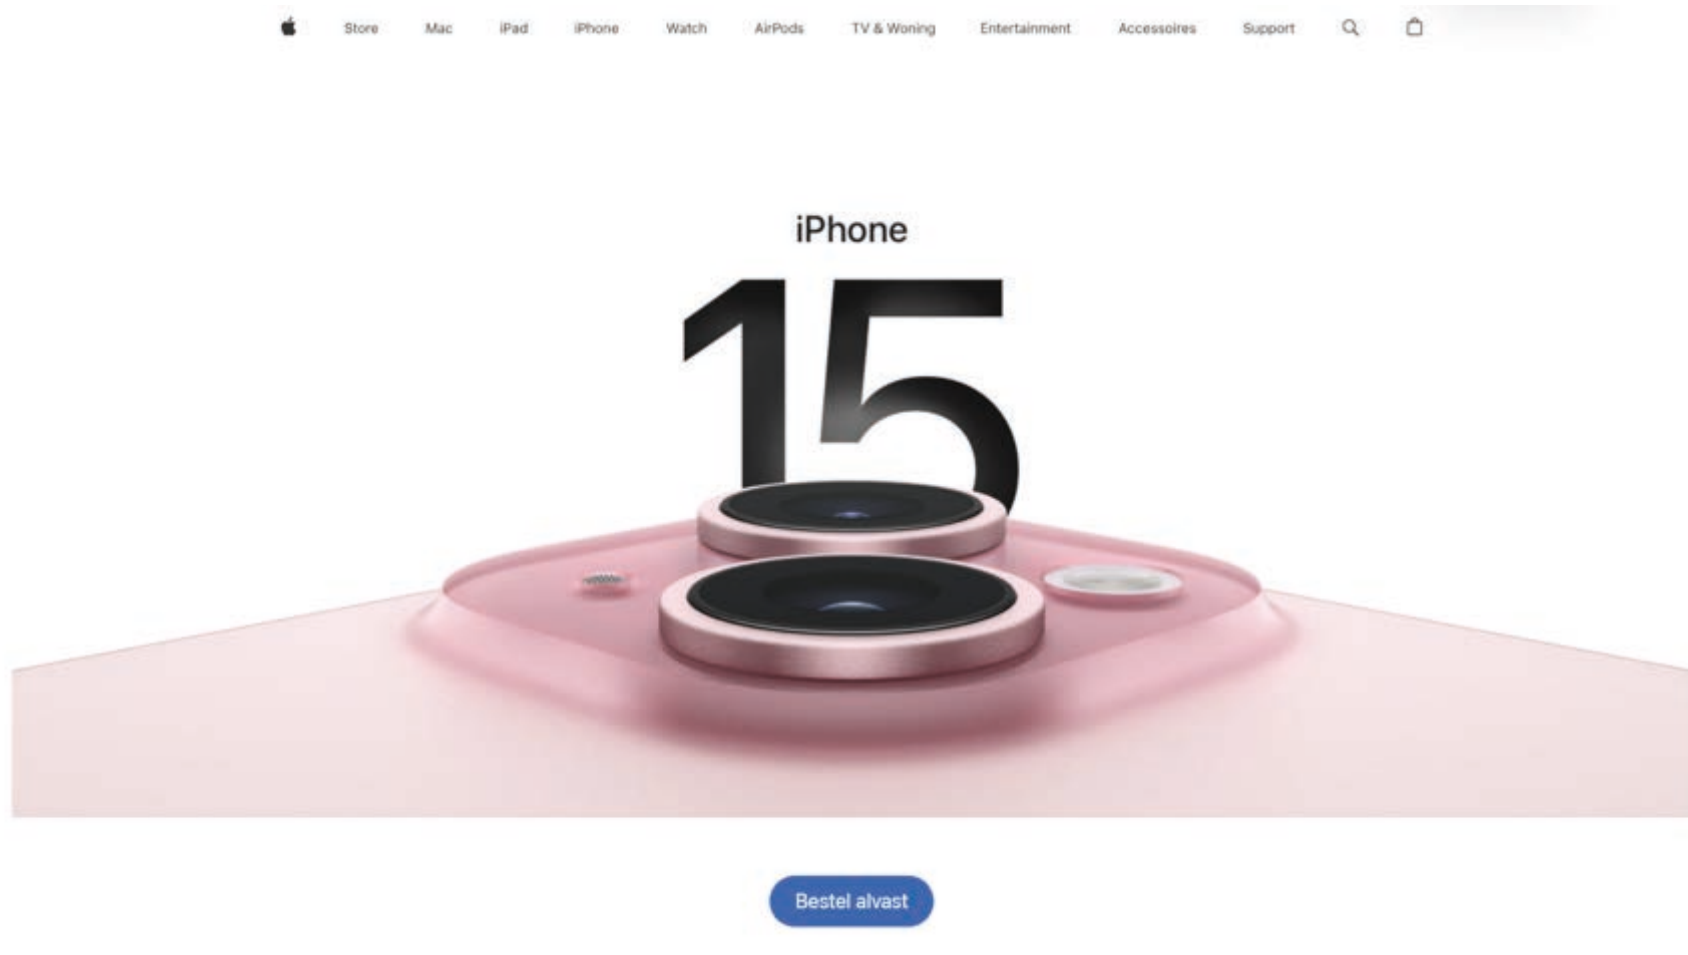 Store Mac iPad iPhone Watch AirPods TV & Woning Entertainment Accessoires Support
iPhone
15
Bestel alvast